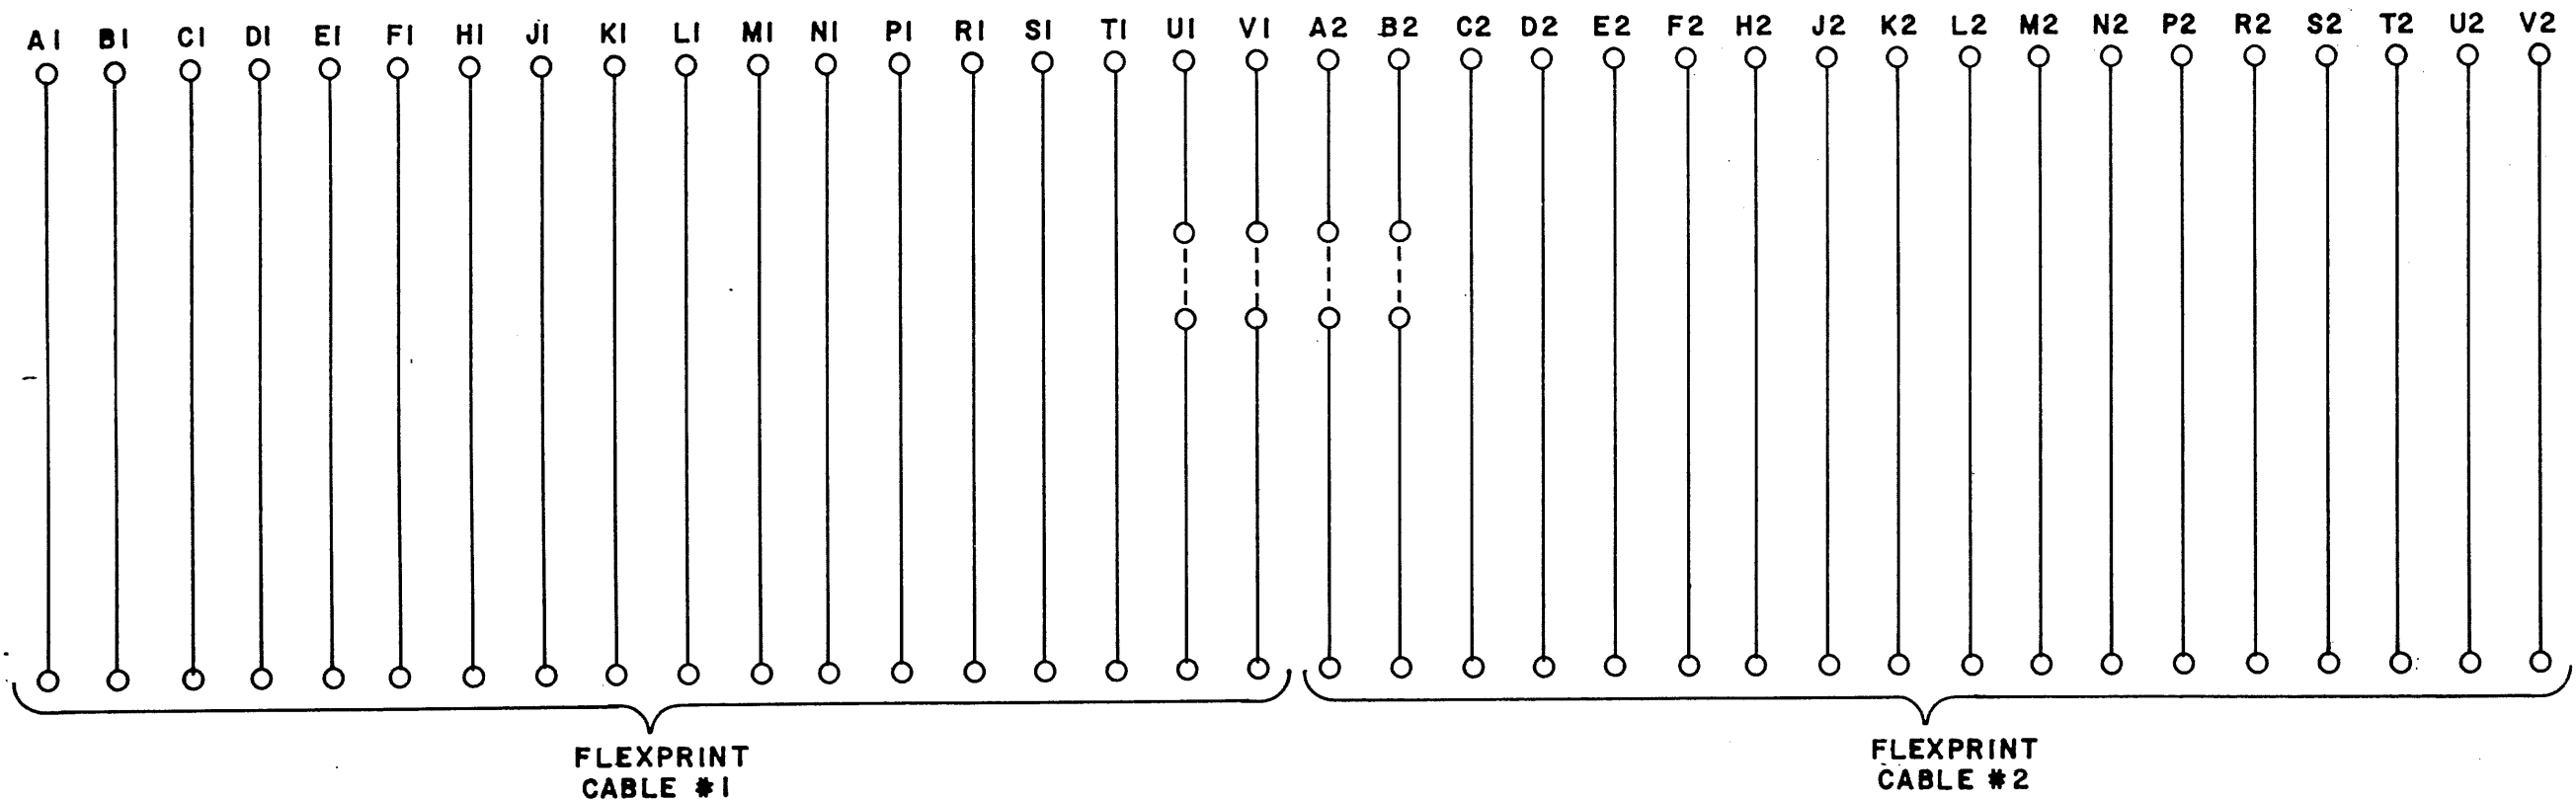 A1 B1 C1 D1 E1 F1 H1 J1 K1 L1 M1 N1 P1 R1 S1 T1 U1 V1 A2 B2 C2 D2 E2 F2 H2 J2 K2 L2 M2 N2 P2 R2 S2 T2 U2 V2
FLEXPRINT
CABLE #1
FLEXPRINT
CABLE #2